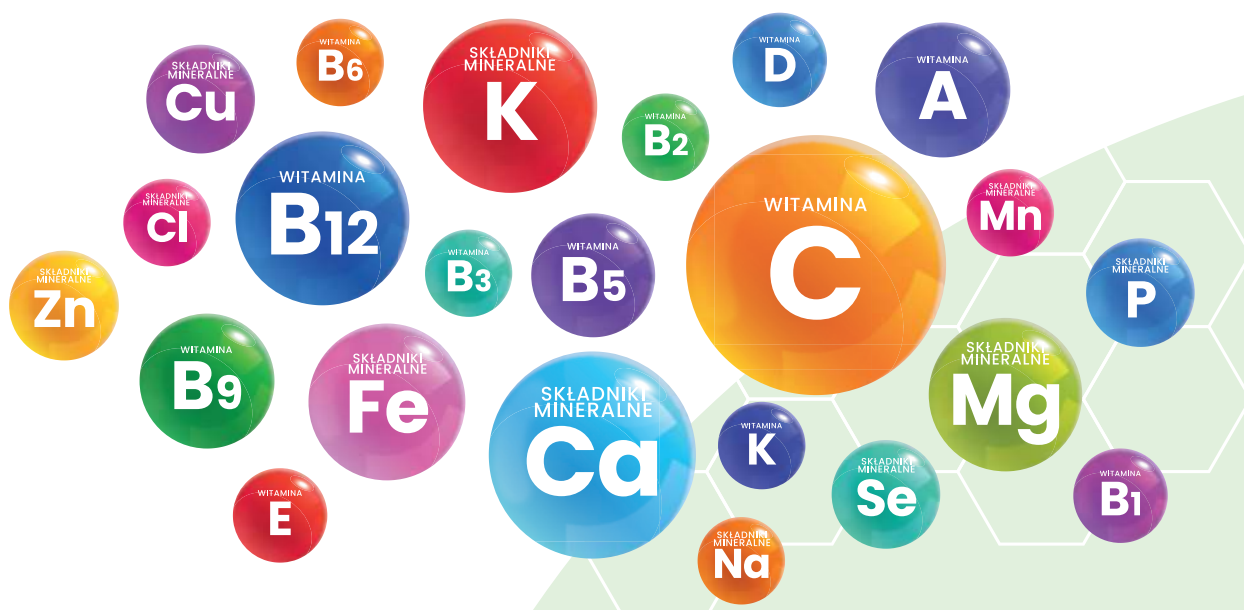 SKŁADNIKI
MINERALNE
Cu
WITAMINA
B6
SKŁADNIKI
MINERALNE
K
WITAMINA
B2
WITAMINA
D
WITAMINA
A
SKŁADNIKI
MINERALNE
Cl
WITAMINA
B12
WITAMINA
B3
WITAMINA
B5
WITAMINA
C
SKŁADNIKI
MINERALNE
Mn
SKŁADNIKI
MINERALNE
Zn
SKŁADNIKI
MINERALNE
P
WITAMINA
B9
SKŁADNIKI
MINERALNE
Fe
SKŁADNIKI
MINERALNE
Ca
WITAMINA
K
SKŁADNIKI
MINERALNE
Mg
WITAMINA
E
SKŁADNIKI
MINERALNE
Se
WITAMINA
B1
SKŁADNIKI
MINERALNE
Na